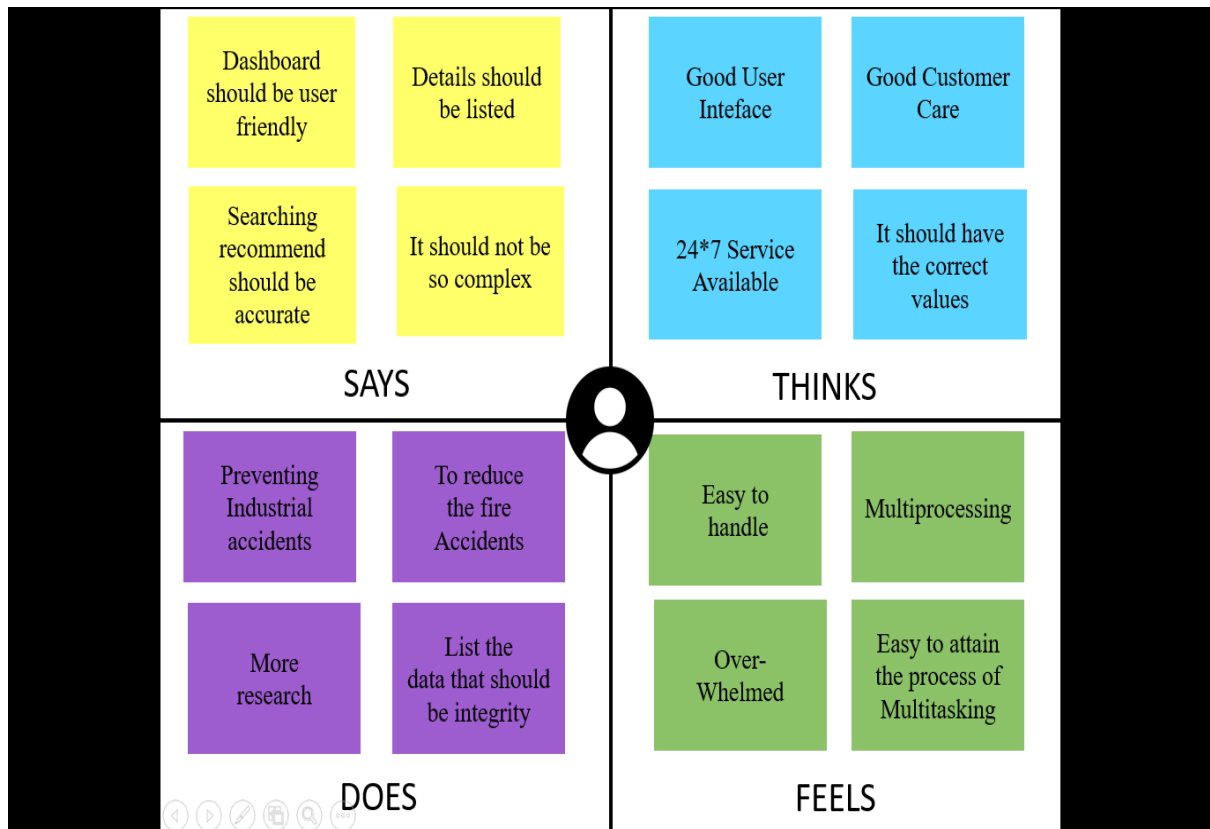 Dashboard
should be user
friendly
Details should
be listed
Searching
recommend
should be
accurate
It should not be
so complex
SAYS
Good User
Inteface
Good Customer
Care
24*7 Service
Available
It should have
the correct
values
THINKS
Preventing
Industrial
accidents
To reduce
the fire
Accidents
More
research
List the
data that should
be integrity
DOES
Easy to
handle
Multiprocessing
Over-
Whelmed
Easy to attain
the process of
Multitasking
FEELS